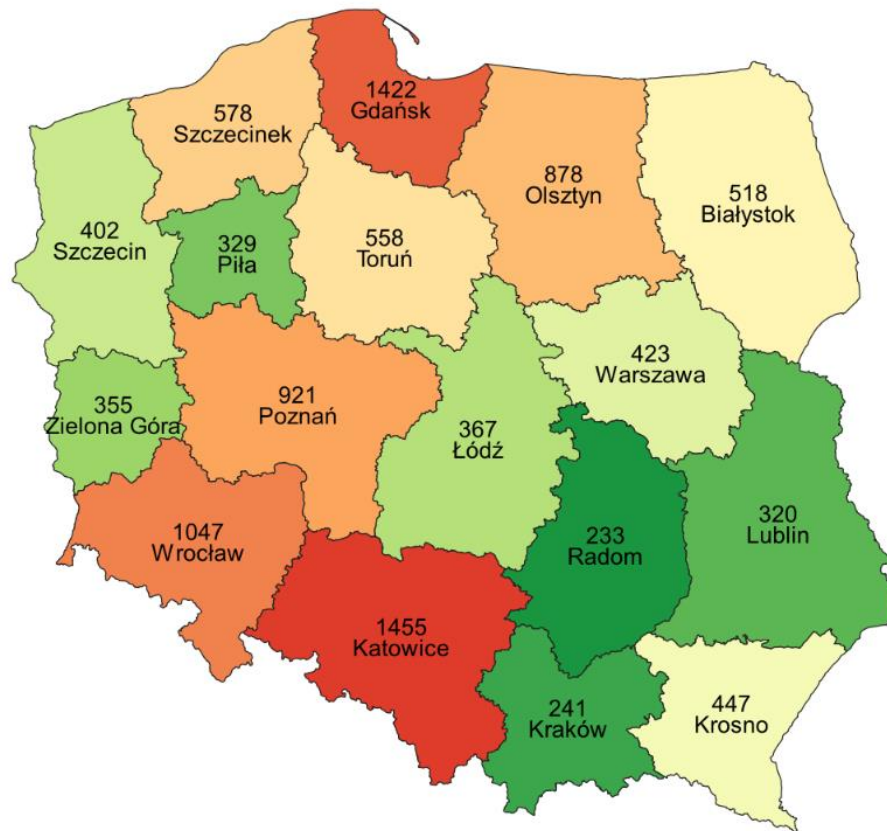 1422
Gdańsk
578
Szczecinek
878
Olsztyn
518
Białystok
402
Szczecin
329
Piła
558
Toruń
423
Warszawa
355
Zielona Góra
921
Poznań
367
Łódź
1047
Wrocław
233
Radom
320
Lublin
1455
Katowice
241
Kraków
447
Krosno